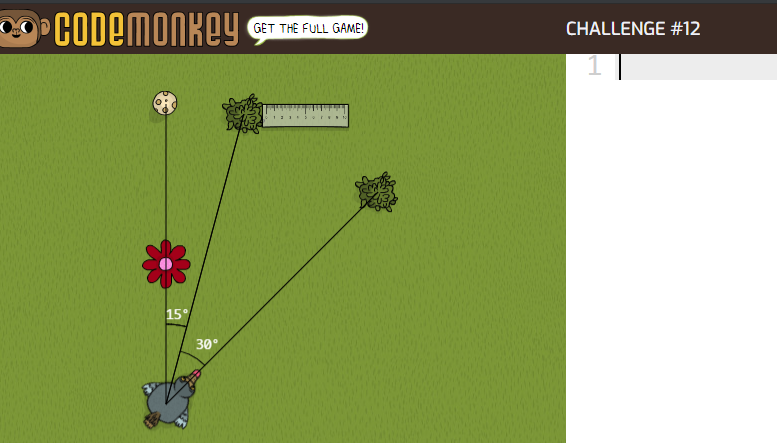 CODEMONKEY
GET THE FULL GAME!
CHALLENGE #12
1
15°
30°